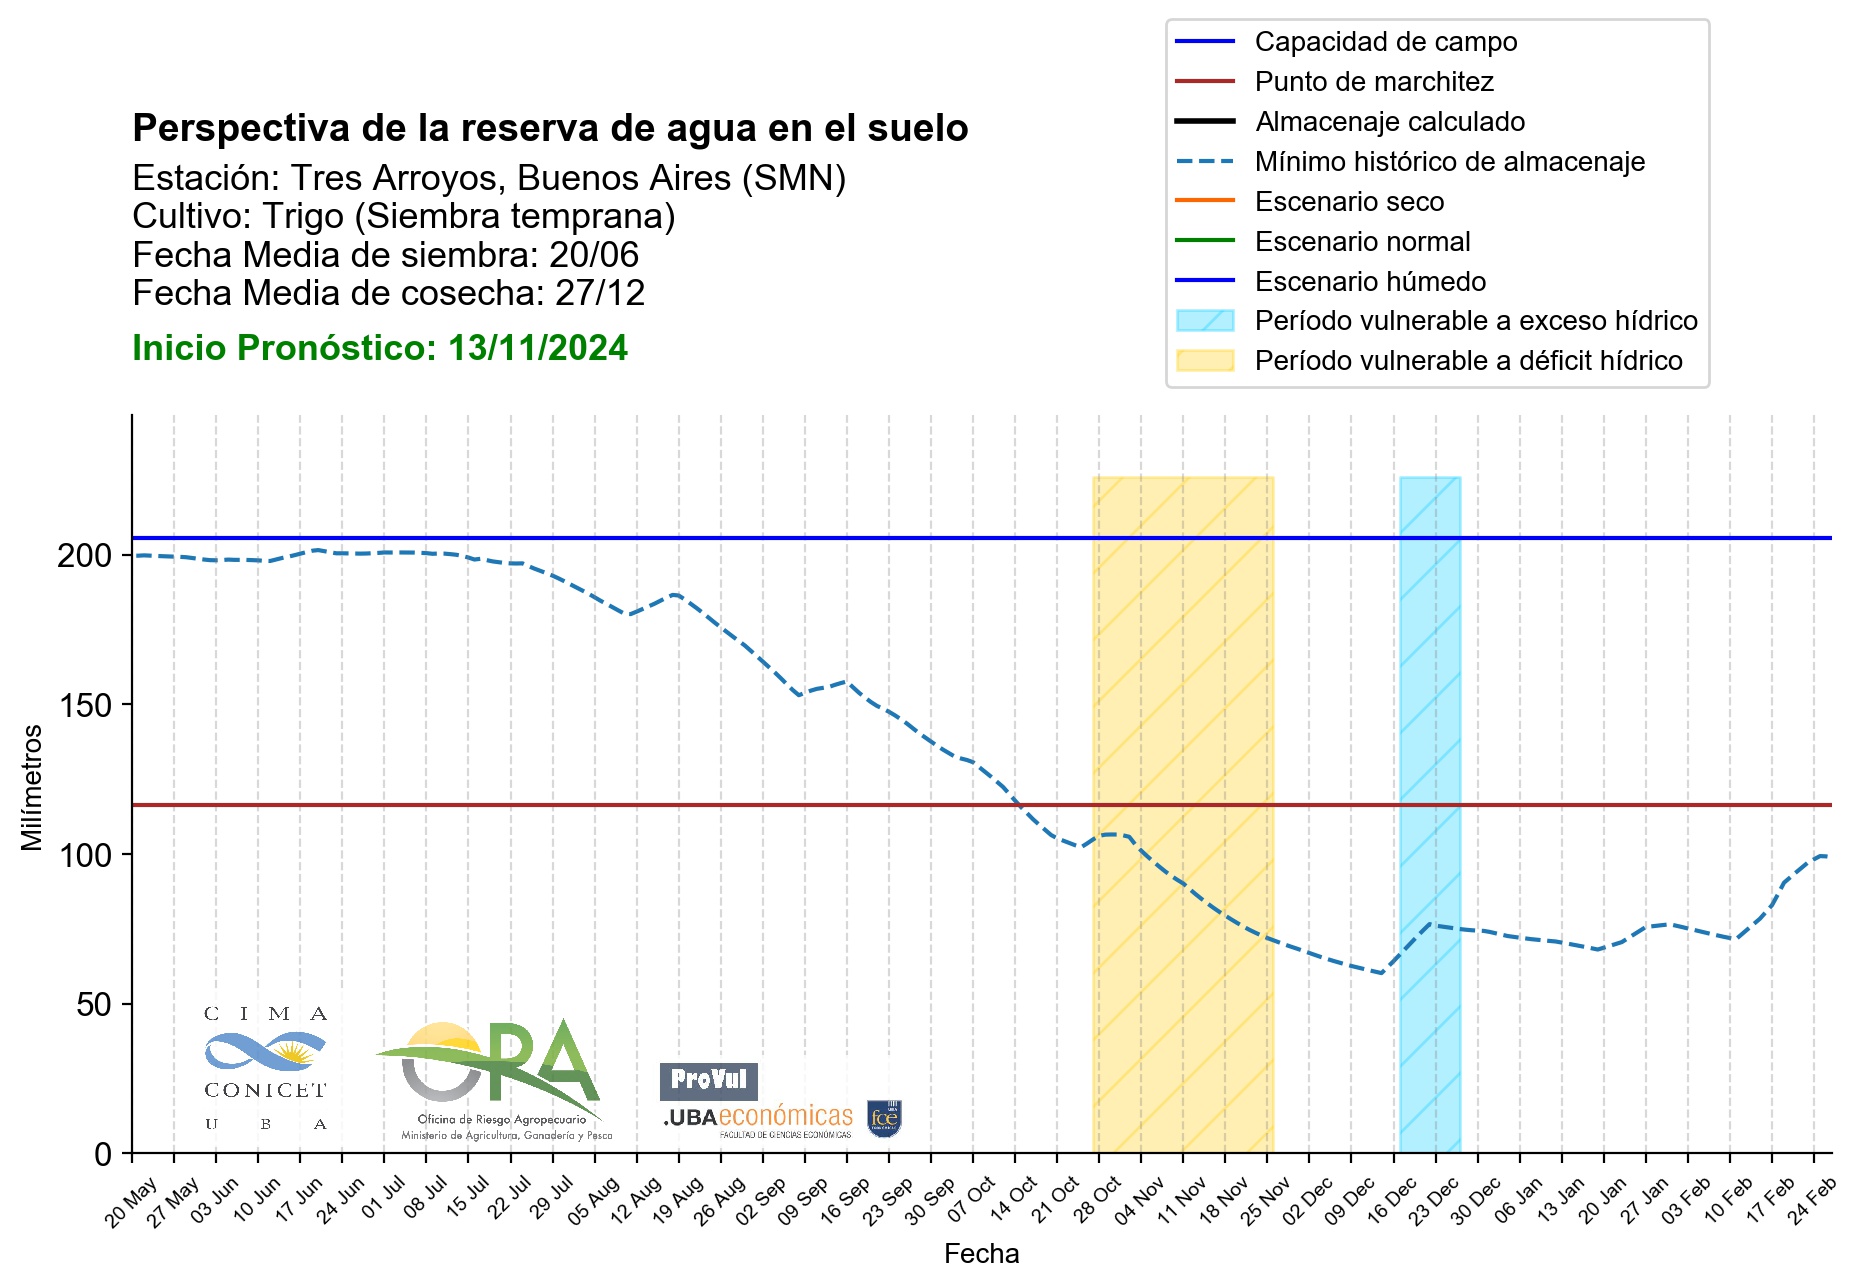 Capacidad de campo
Punto de marchitez
Almacenaje calculado
Mínimo histórico de almacenaje
Escenario seco
Escenario normal
Escenario húmedo
Período vulnerable a exceso hídrico
Período vulnerable a déficit hídrico
Perspectiva de la reserva de agua en el suelo
Estación: Tres Arroyos, Buenos Aires (SMN)
Cultivo: Trigo (Siembra temprana)
Fecha Media de siembra: 20/06
Fecha Media de cosecha: 27/12
Inicio Pronóstico: 13/11/2024
Milímetros
200
150
100
50
0
C I M A
CONICET
U B A
ORA
Oficina de Riesgo Agropecuario
Ministerio de Agricultura, Ganadería y Pesca
ProVul
.UBAeconómicas
FACULTAD DE CIENCIAS ECONÓMICAS
UBA
fce
ECONÓMICAS
20 May
27 May
03 Jun
10 Jun
17 Jun
24 Jun
01 Jul
08 Jul
15 Jul
22 Jul
29 Jul
05 Aug
12 Aug
19 Aug
26 Aug
02 Sep
09 Sep
16 Sep
23 Sep
30 Sep
07 Oct
14 Oct
21 Oct
28 Oct
04 Nov
11 Nov
18 Nov
25 Nov
02 Dec
09 Dec
16 Dec
23 Dec
30 Dec
06 Jan
13 Jan
20 Jan
27 Jan
03 Feb
10 Feb
17 Feb
24 Feb
Fecha